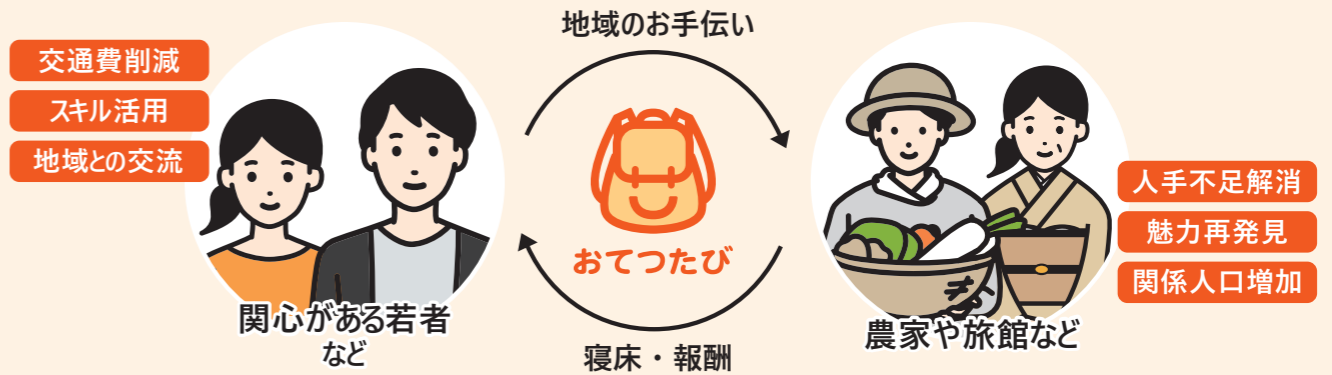 地域のお手伝い
交通費削減
スキル活用
地域との交流
関心がある若者
など
おてつたび
寝床・報酬
人手不足解消
魅力再発見
関係人口増加
農家や旅館など